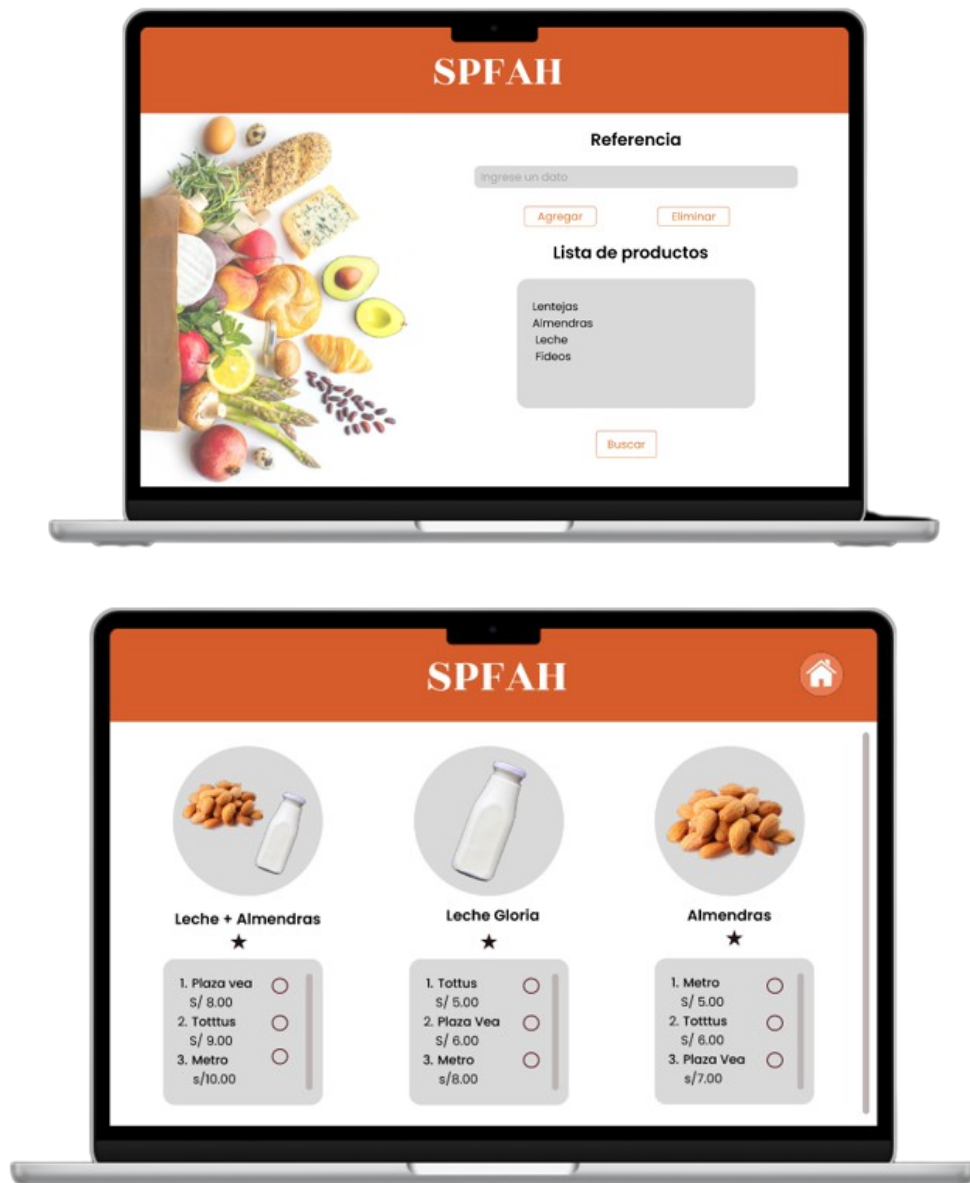 SPFAH
Referencia
Ingrese un dato
Agregar Eliminar
Lista de productos
Lentejas
Almendras
Leche
Fideos
Buscar
SPFAH
Leche + Almendras
1. Plaza vea
S/ 8.00
2. Totttus
S/ 9.00
3. Metro
s/10.00
Leche Gloria
1. Tottus
S/ 5.00
2. Plaza Vea
S/ 6.00
3. Metro
s/8.00
Almendras
1. Metro
S/ 5.00
2. Totttus
S/ 6.00
3. Plaza Vea
s/7.00